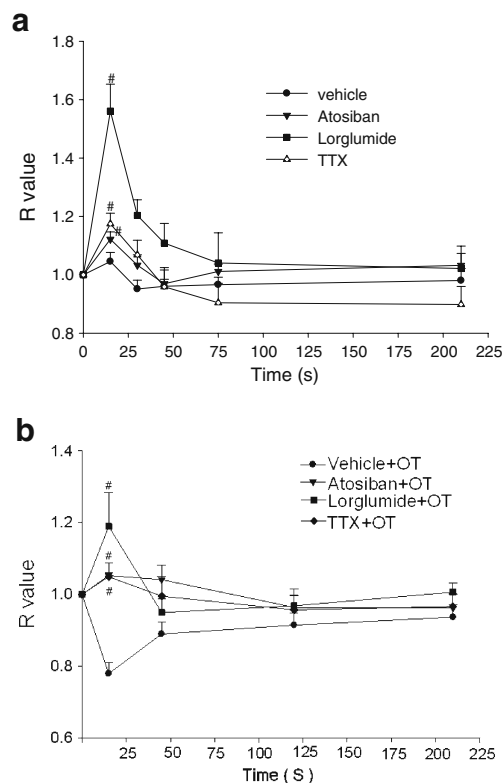 a
1.8
1.6
1.4
1.2
1.0
0.8
R value
#
#
#
vehicle
Atosiban
Lorglumide
TTX
0 25 50 75 100 125 150 175 200 225
Time (s)
b
1.4
1.2
1.0
0.8
0.6
R value
#
#
#
Vehicle+OT
Atosiban+OT
Lorglumide+OT
TTX+OT
0 25 50 75 100 125 150 175 200 225
Time ( S )